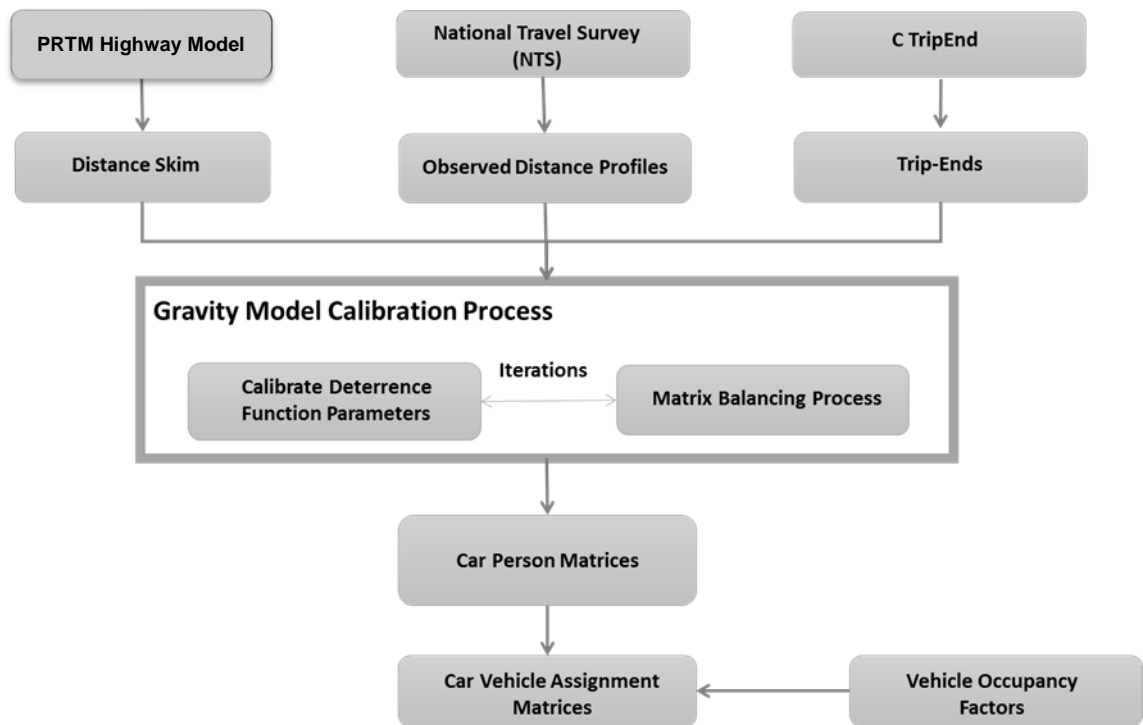 PRTM Highway Model
National Travel Survey
(NTS)
C TripEnd
Distance Skim
Observed Distance Profiles
Trip-Ends
Gravity Model Calibration Process
Calibrate Deterrence
Function Parameters
Iterations
Matrix Balancing Process
Car Person Matrices
Car Vehicle Assignment
Matrices
Vehicle Occupancy
Factors